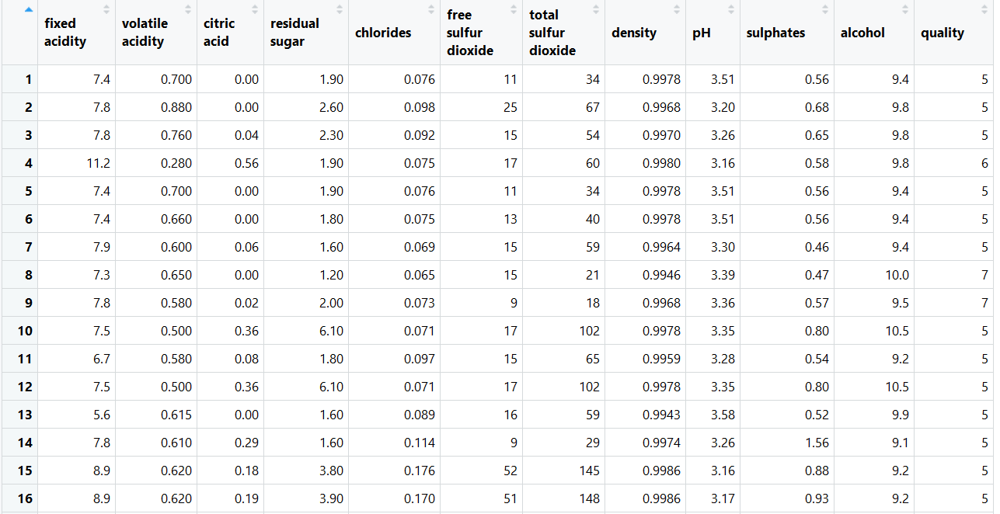 fixed acidity volatile acidity citric acid residual sugar chlorides free sulfur dioxide total sulfur dioxide density pH sulphates alcohol quality
1 7.4 0.700 0.00 1.90 0.076 11 34 0.9978 3.51 0.56 9.4 5
2 7.8 0.880 0.00 2.60 0.098 25 67 0.9968 3.20 0.68 9.8 5
3 7.8 0.760 0.04 2.30 0.092 15 54 0.9970 3.26 0.65 9.8 5
4 11.2 0.280 0.56 1.90 0.075 17 60 0.9980 3.16 0.58 9.8 6
5 7.4 0.700 0.00 1.90 0.076 11 34 0.9978 3.51 0.56 9.4 5
6 7.4 0.660 0.00 1.80 0.075 13 40 0.9978 3.51 0.56 9.4 5
7 7.9 0.600 0.06 1.60 0.069 15 59 0.9964 3.30 0.46 9.4 5
8 7.3 0.650 0.00 1.20 0.065 15 21 0.9946 3.39 0.47 10.0 7
9 7.8 0.580 0.02 2.00 0.073 9 18 0.9968 3.36 0.57 9.5 7
10 7.5 0.500 0.36 6.10 0.071 17 102 0.9978 3.35 0.80 10.5 5
11 6.7 0.580 0.08 1.80 0.097 15 65 0.9959 3.28 0.54 9.2 5
12 7.5 0.500 0.36 6.10 0.071 17 102 0.9978 3.35 0.80 10.5 5
13 5.6 0.615 0.00 1.60 0.089 16 59 0.9943 3.58 0.52 9.9 5
14 7.8 0.610 0.29 1.60 0.114 9 29 0.9974 3.26 1.56 9.1 5
15 8.9 0.620 0.18 3.80 0.176 52 145 0.9986 3.16 0.88 9.2 5
16 8.9 0.620 0.19 3.90 0.170 51 148 0.9986 3.17 0.93 9.2 5